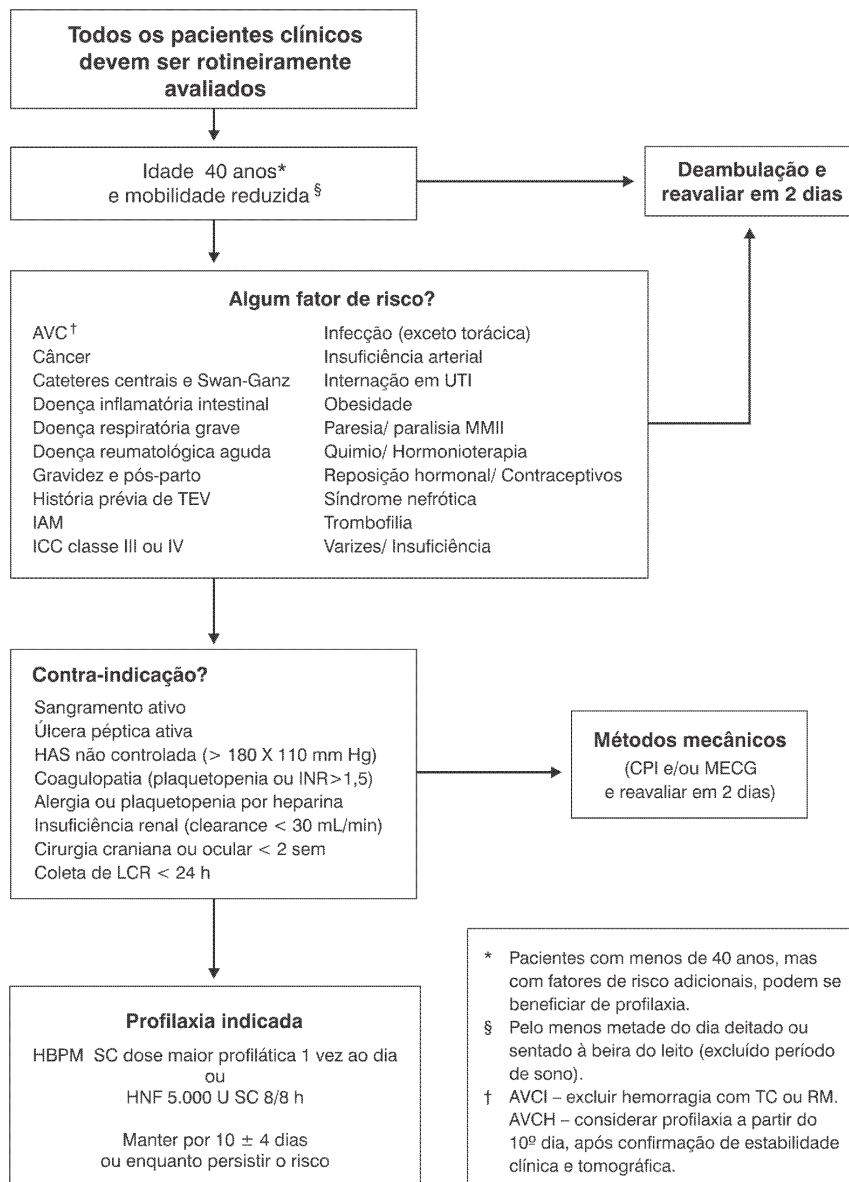 Todos os pacientes clínicos
devem ser rotineiramente
avaliados
Idade 40 anos*
e mobilidade reduzida §
Deambulação e
reavaliar em 2 dias
Algum fator de risco?
AVC†
Câncer
Cateteres centrais e Swan-Ganz
Doença inflamatória intestinal
Doença respiratória grave
Doença reumatológica aguda
Gravidez e pós-parto
História prévia de TEV
IAM
ICC classe III ou IV
Infecção (exceto torácica)
Insuficiência arterial
Internação em UTI
Obesidade
Paresia/ paralisia MMII
Quimio/ Hormonioterapia
Reposição hormonal/ Contraceptivos
Síndrome nefrótica
Trombofilia
Varizes/ Insuficiência
Contra-indicação?
Sangramento ativo
Úlcera péptica ativa
HAS não controlada (> 180 X 110 mm Hg)
Coagulopatia (plaquetopenia ou INR>1,5)
Alergia ou plaquetopenia por heparina
Insuficiência renal (clearance < 30 mL/min)
Cirurgia craniana ou ocular < 2 sem
Coleta de LCR < 24 h
Métodos mecânicos
(CPI e/ou MECG
e reavaliar em 2 dias)
Profilaxia indicada
HBPM SC dose maior profilática 1 vez ao dia
ou
HNF 5.000 U SC 8/8 h
Manter por 10 ± 4 dias
ou enquanto persistir o risco
* Pacientes com menos de 40 anos, mas
com fatores de risco adicionais, podem se
beneficiar de profilaxia.
§ Pelo menos metade do dia deitado ou
sentado à beira do leito (excluído período
de sono).
† AVCI – excluir hemorragia com TC ou RM.
AVCH – considerar profilaxia a partir do
10º dia, após confirmação de estabilidade
clínica e tomográfica.